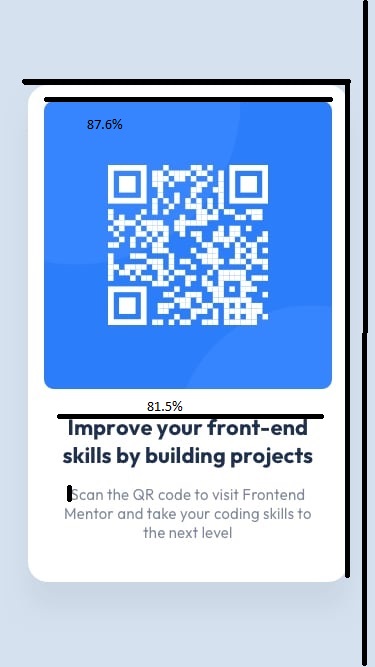 87.6%
81.5%
Improve your front-end
skills by building projects
Scan the QR code to visit Frontend
Mentor and take your coding skills to
the next level